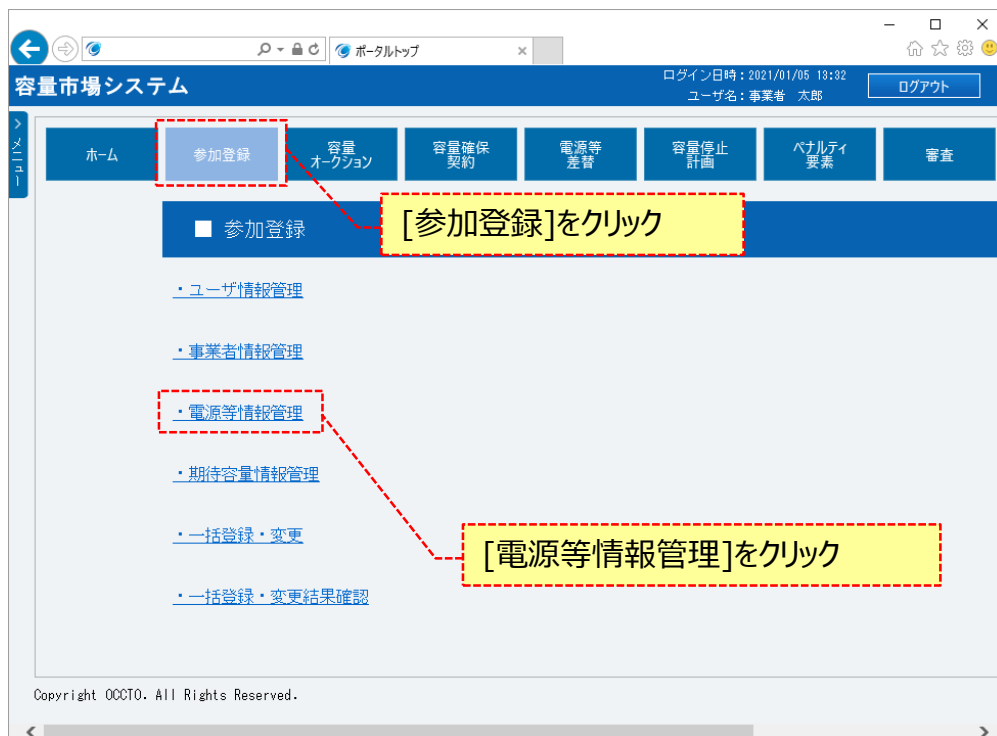 ポータルトップ
容量市場システム
ログイン日時：2021/01/05 13:32
ユーザ名：事業者 太郎
ログアウト
メニュー
ホーム
参加登録
容量
オークション
容量確保
契約
電源等
差替
容量停止
計画
ペナルティ
要素
審査
■ 参加登録
[参加登録]をクリック
・ユーザ情報管理
・事業者情報管理
・電源等情報管理
・期待容量情報管理
・一括登録・変更
[電源等情報管理]をクリック
・一括登録・変更結果確認
Copyright OCCTO. All Rights Reserved.